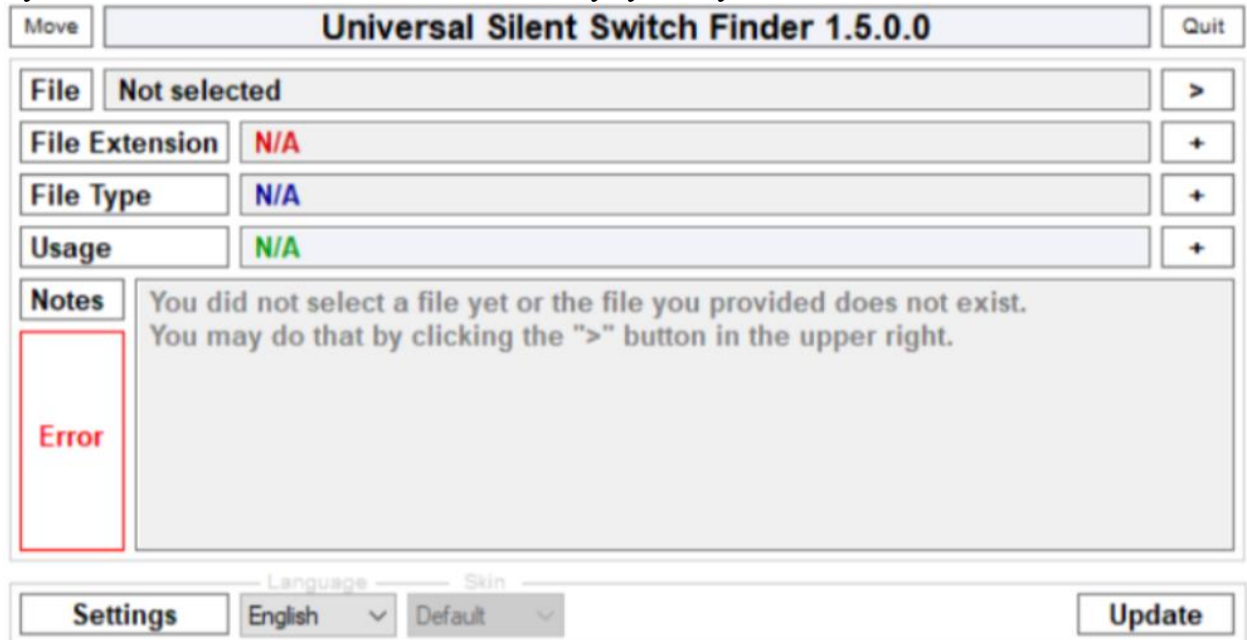 Move Universal Silent Switch Finder 1.5.0.0 Quit
File Not selected >
File Extension N/A +
File Type N/A +
Usage N/A +
Notes You did not select a file yet or the file you provided does not exist.
You may do that by clicking the ">" button in the upper right.
Error
Language Skin
Settings English Default Update